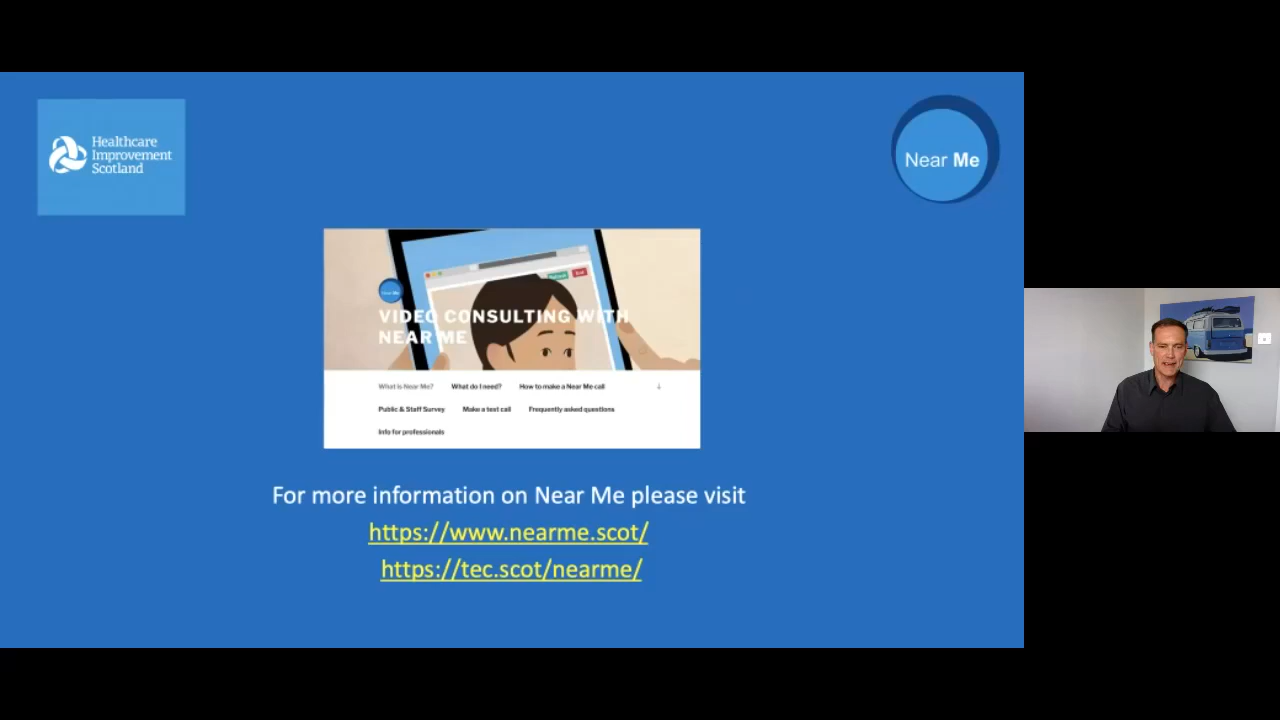 Healthcare
Improvement
Scotland
Near Me
VIDEO CONSULTING WITH
NEAR ME
What is Near Me?
What do I need?
How to make a Near Me call
Public & Staff Survey
Make a test call
Frequently asked questions
Info for professionals
For more information on Near Me please visit
https://www.nearme.scot/
https://tec.scot/nearme/